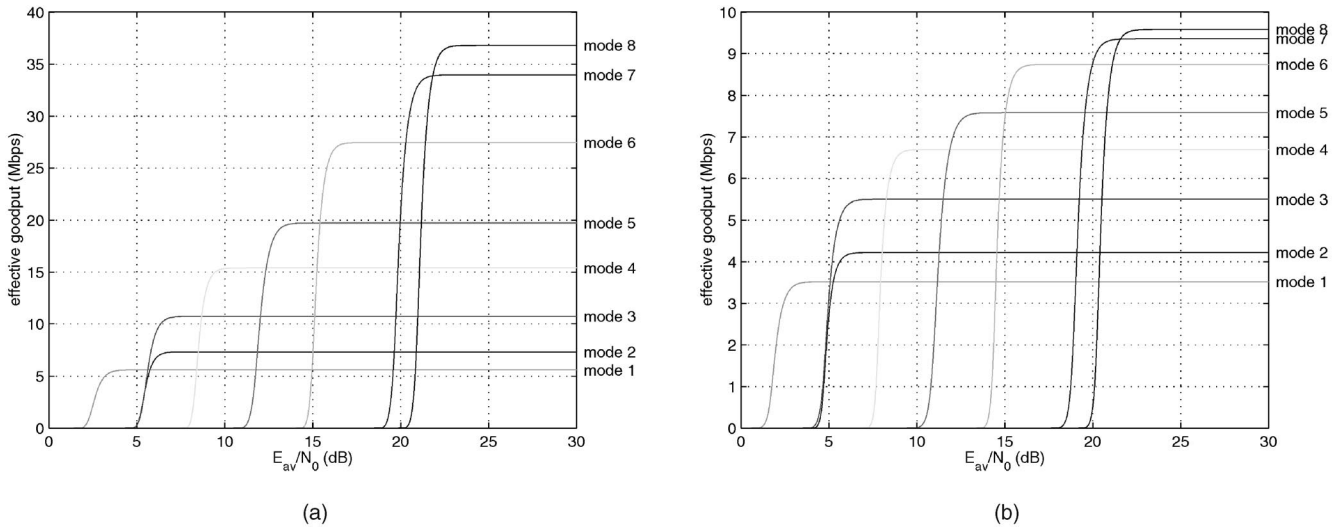 40
35
30
25
20
15
10
5
0
effective goodput (Mbps)
mode 8
mode 7
mode 6
mode 5
mode 4
mode 3
mode 2
mode 1
0 5 10 15 20 25 30
E_av/N_0 (dB)
(a)
10
9
8
7
6
5
4
3
2
1
0
effective goodput (Mbps)
mode 8
mode 7
mode 6
mode 5
mode 4
mode 3
mode 2
mode 1
0 5 10 15 20 25 30
E_av/N_0 (dB)
(b)